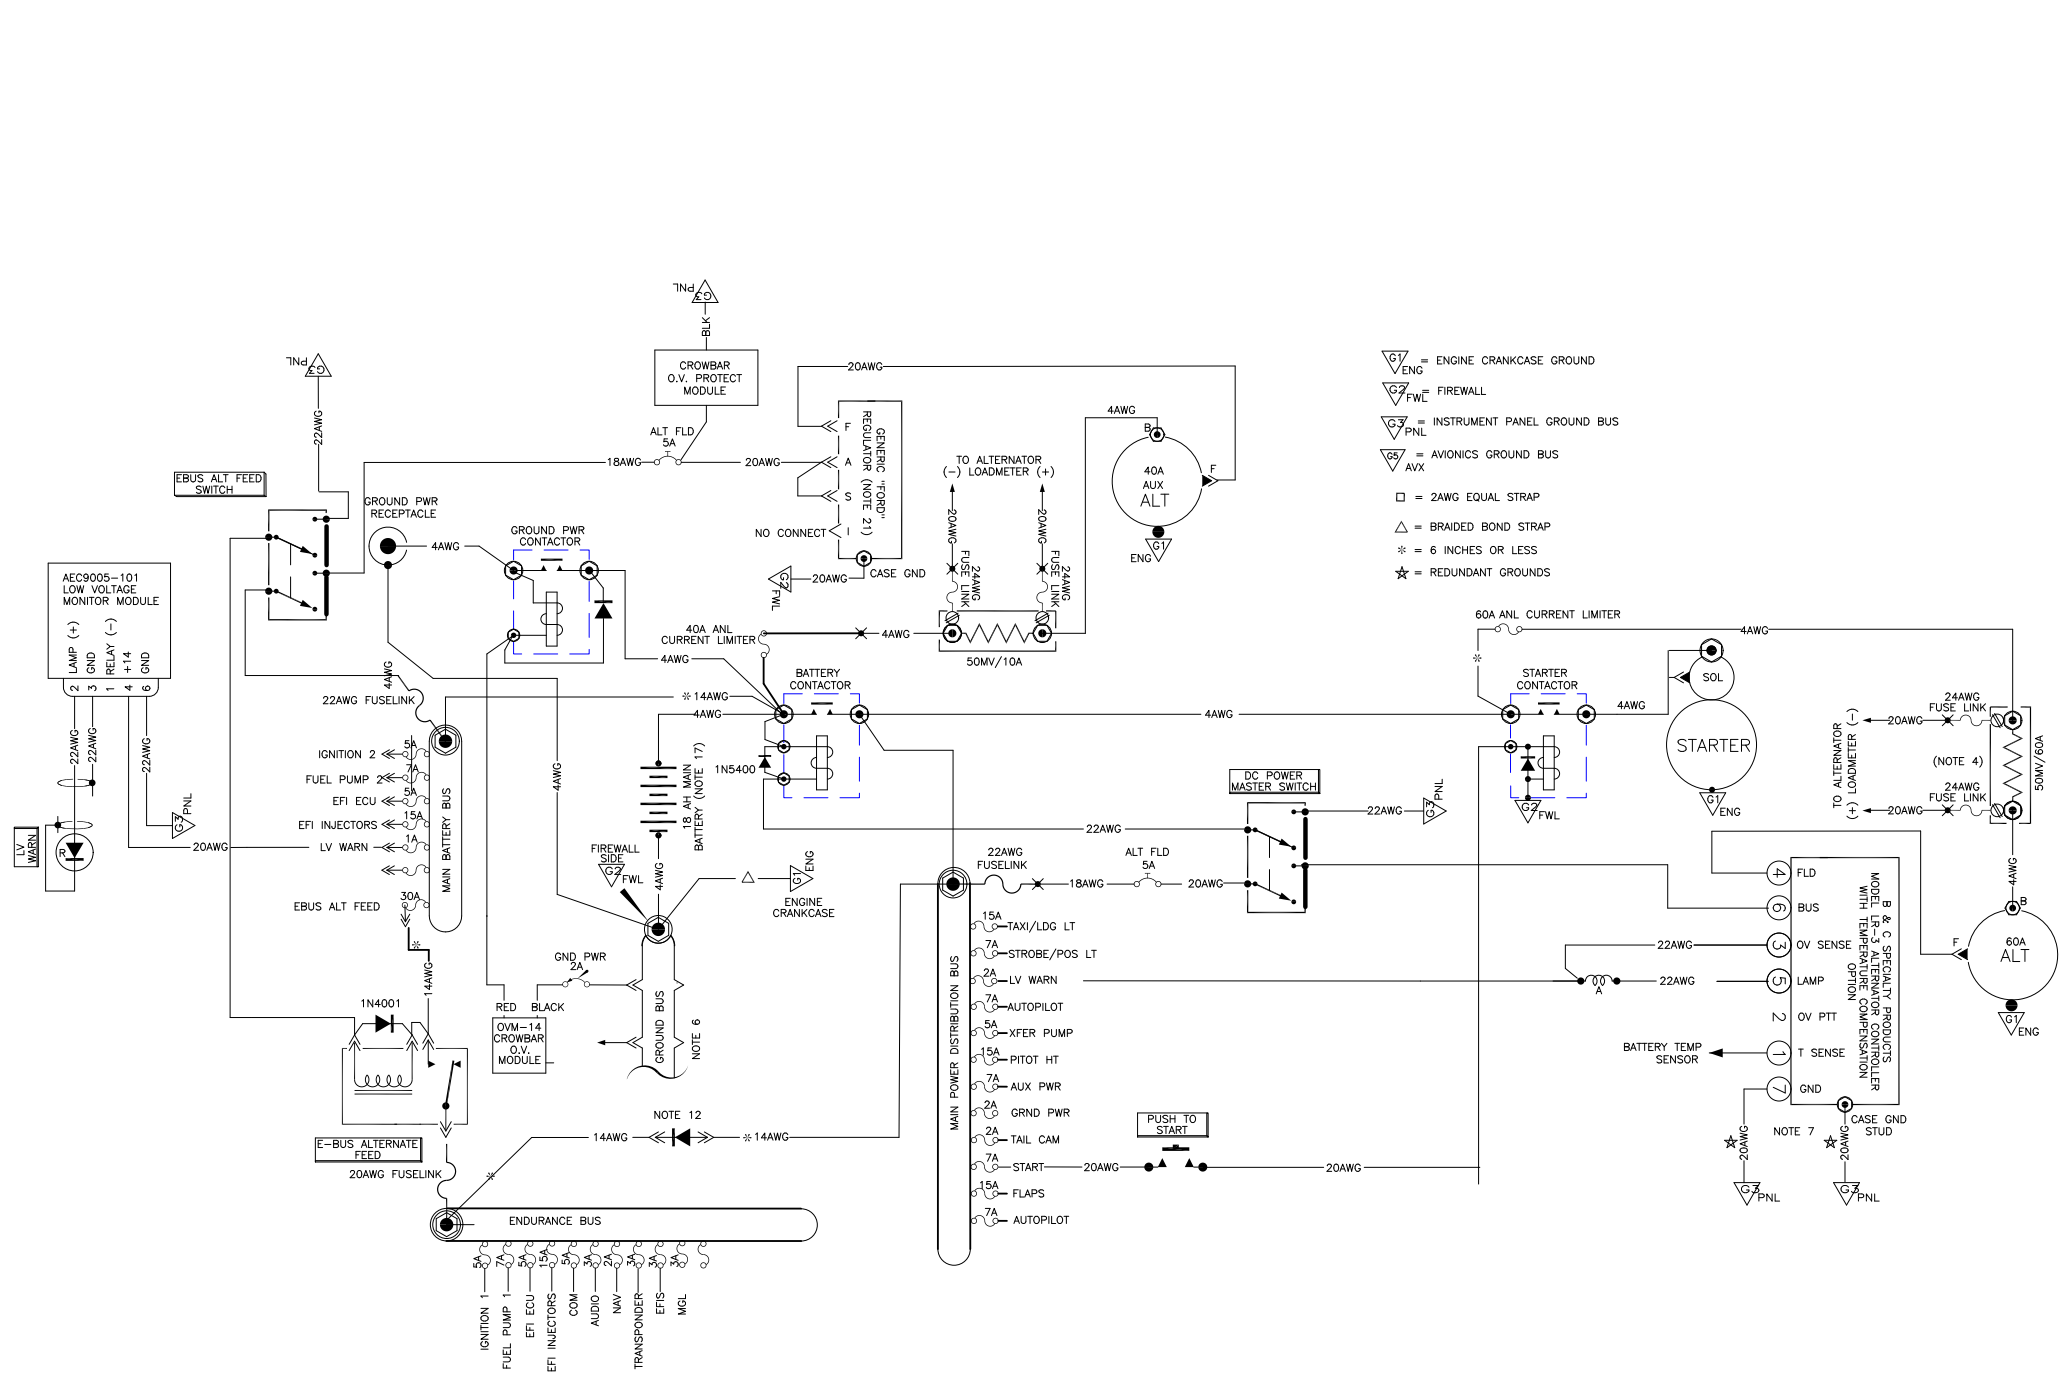 G3
PNL
BLK
CROWBAR
O.V. PROTECT
MODULE
G3
PNL
22AWG
ALT FLD
5A
18AWG
20AWG
20AWG
F
A
S
I
GENERIC "FORD"
REGULATOR (NOTE 21)
NO CONNECT
CASE GND
20AWG
G2
FWL
TO ALTERNATOR
(-) LOADMETER (+)
20AWG
20AWG
24AWG
FUSE LINK
24AWG
FUSE LINK
4AWG
B
40A
AUX
ALT
F
ENG
G1
G1
ENG
= ENGINE CRANKCASE GROUND
G2
FWL
= FIREWALL
G3
PNL
= INSTRUMENT PANEL GROUND BUS
G5
AVX
= AVIONICS GROUND BUS
= 2AWG EQUAL STRAP
= BRAIDED BOND STRAP
* = 6 INCHES OR LESS
= REDUNDANT GROUNDS
EBUS ALT FEED
SWITCH
GROUND PWR
RECEPTACLE
4AWG
GROUND PWR
CONTACTOR
AEC9005-101
LOW VOLTAGE
MONITOR MODULE
LAMP (+)
GND
RELAY (-)
+14
GND
2
3
1
4
6
22AWG
22AWG
22AWG
G3
PNL
LV
WARN
R
20AWG
40A ANL
CURRENT LIMITER
4AWG
50MV/10A
4AWG
4AWG
22AWG FUSELINK
* 14AWG
4AWG
BATTERY
CONTACTOR
4AWG
1N5400
18 AH MAIN
BATTERY (NOTE 17)
4AWG
60A ANL CURRENT LIMITER
4AWG
*
STARTER
CONTACTOR
4AWG
SOL
STARTER
G1
ENG
G2
FWL
24AWG
FUSE LINK
20AWG
TO ALTERNATOR
(+) LOADMETER (-)
(NOTE 4)
24AWG
FUSE LINK
20AWG
50MV/60A
4AWG
IGNITION 2
5A
FUEL PUMP 2
7A
EFI ECU
5A
EFI INJECTORS
15A
LV WARN
1A
EBUS ALT FEED
30A
MAIN BATTERY BUS
*
14AWG
4AWG
FIREWALL
SIDE
G2
FWL
4AWG
G1
ENG
ENGINE
CRANKCASE
DC POWER
MASTER SWITCH
22AWG
G3
PNL
22AWG
22AWG
FUSELINK
18AWG
ALT FLD
5A
20AWG
GND PWR
2A
RED
BLACK
OVM-14
CROWBAR
O.V.
MODULE
GROUND BUS
NOTE 6
1N4001
E-BUS ALTERNATE
FEED
20AWG FUSELINK
NOTE 12
14AWG
* 14AWG
*
ENDURANCE BUS
5A
7A
5A
15A
5A
3A
2A
3A
3A
3A
IGNITION 1
FUEL PUMP 1
EFI ECU
EFI INJECTORS
COM
AUDIO
NAV
TRANSPONDER
EFIS
MGL
MAIN POWER DISTRIBUTION BUS
15A
TAXI/LDG LT
7A
STROBE/POS LT
2A
LV WARN
7A
AUTOPILOT
5A
XFER PUMP
15A
PITOT HT
7A
AUX PWR
2A
GRND PWR
2A
TAIL CAM
7A
START
15A
FLAPS
7A
AUTOPILOT
20AWG
PUSH TO
START
20AWG
22AWG
A
22AWG
4
FLD
6
BUS
3
OV SENSE
5
LAMP
2
OV PTT
1
T SENSE
7
GND
B & C SPECIALTY PRODUCTS
MODEL LR-3 ALTERNATOR CONTROLLER
WITH TEMPERATURE COMPENSATION
OPTION
BATTERY TEMP
SENSOR
NOTE 7
CASE GND
STUD
20AWG
20AWG
G3
PNL
G3
PNL
B
60A
ALT
F
G1
ENG